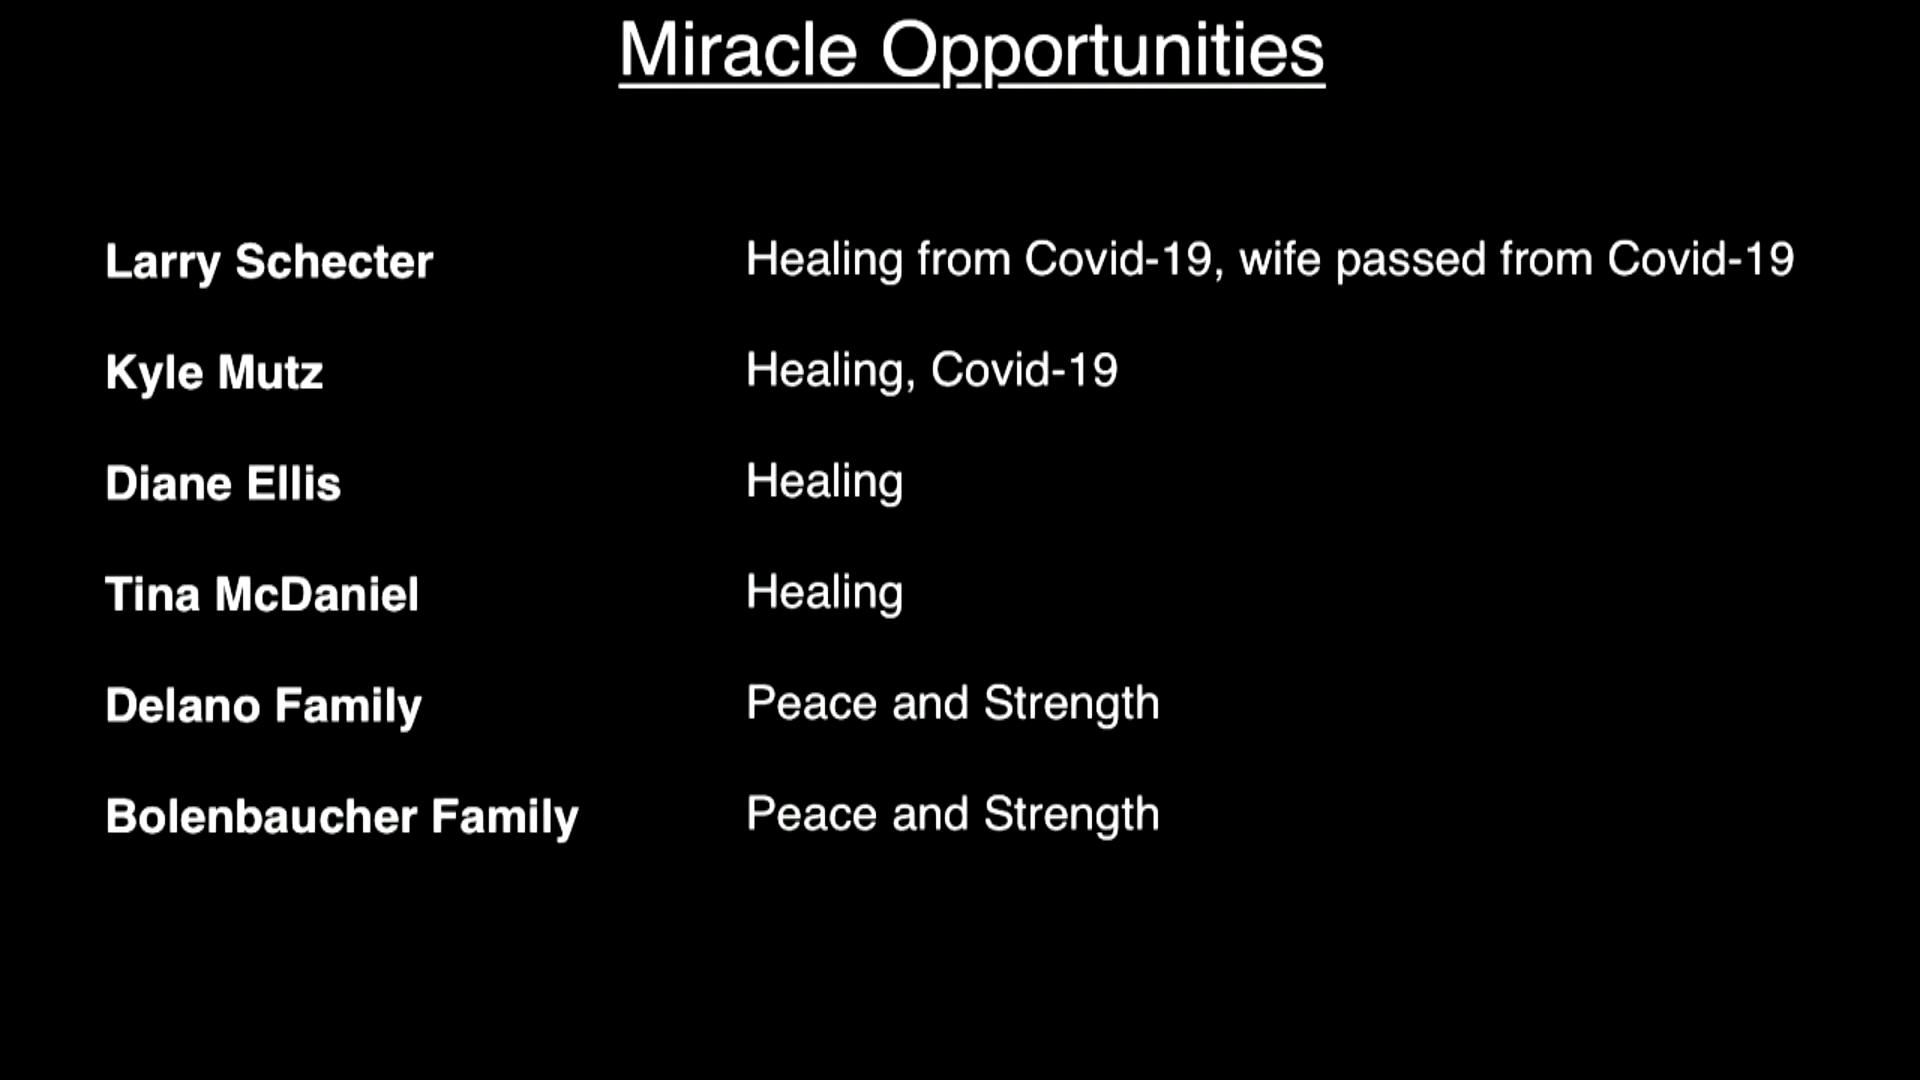 Miracle Opportunities
Larry Schecter Healing from Covid-19, wife passed from Covid-19
Kyle Mutz Healing, Covid-19
Diane Ellis Healing
Tina McDaniel Healing
Delano Family Peace and Strength
Bolenbaucher Family Peace and Strength